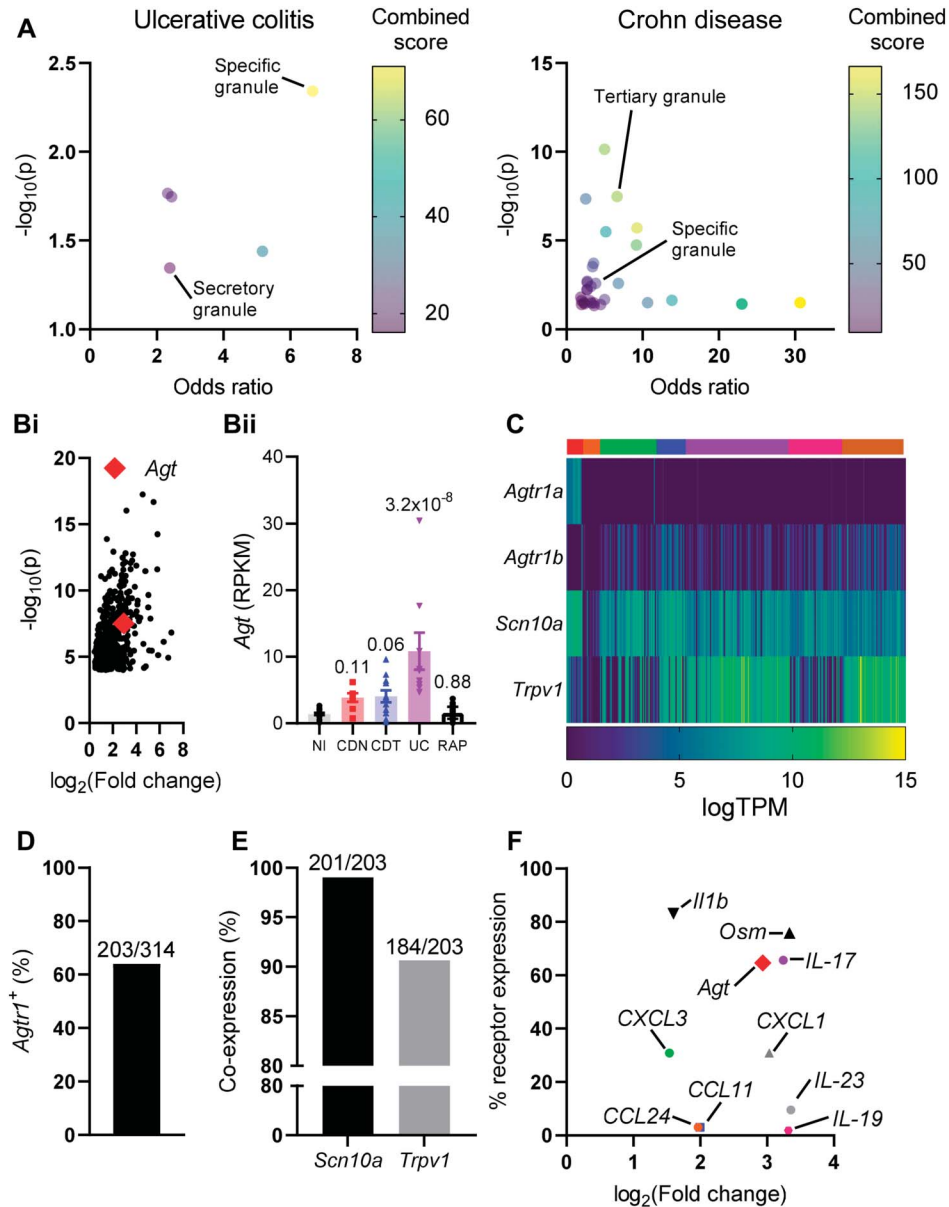 A
Ulcerative colitis
Combined
score
2.5
2.0
1.5
1.0
-log10(p)
Specific
granule
Secretory
granule
0 2 4 6 8
Odds ratio
60
40
20
Crohn disease
Combined
score
15
10
5
0
-log10(p)
Tertiary granule
Specific
granule
0 10 20 30
Odds ratio
150
100
50
Bi
20
15
10
5
0
-log10(p)
Agt
0 2 4 6 8
log2(Fold change)
Bii
40
30
20
10
0
Agt (RPKM)
0.11
0.06
3.2x10-8
0.88
NI CDN CDT UC RAP
C
Agtr1a
Agtr1b
Scn10a
Trpv1
0 5 10 15
logTPM
D
100
80
60
40
20
0
Agtr1+ (%)
203/314
E
100
95
90
85
80
80
0
Co-expression (%)
201/203
184/203
Scn10a Trpv1
F
100
80
60
40
20
0
% receptor expression
Il1b
Osm
IL-17
Agt
CXCL3
CXCL1
CCL11
IL-23
CCL24
IL-19
0 1 2 3 4
log2(Fold change)